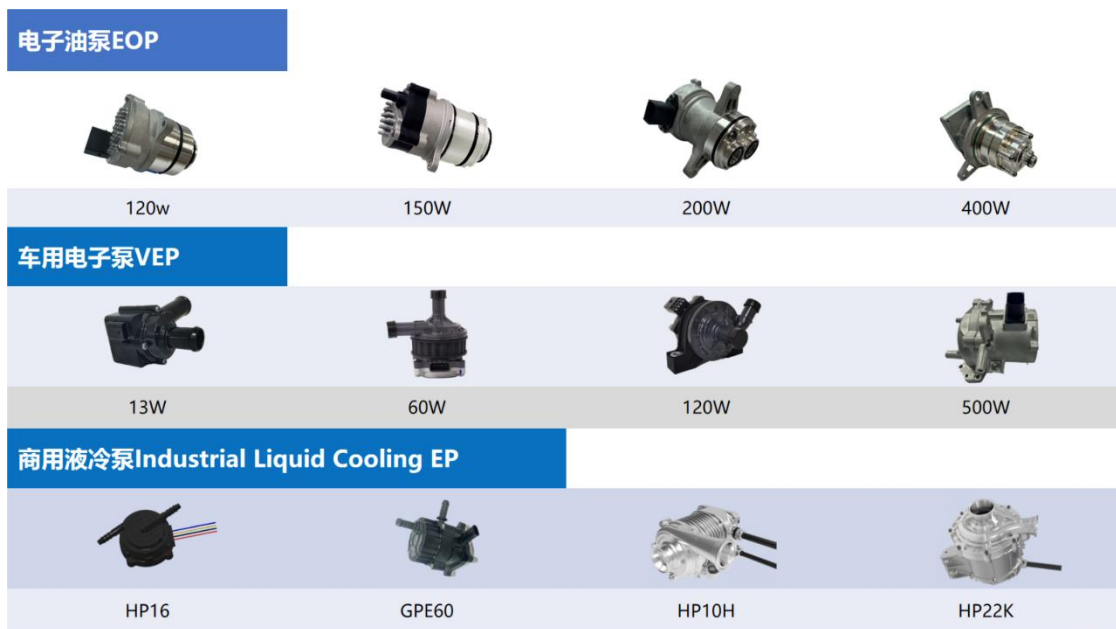 电子油泵EOP
120w
150W
200W
400W
车用电子泵VEP
13W
60W
120W
500W
商用液冷泵Industrial Liquid Cooling EP
HP16
GPE60
HP10H
HP22K